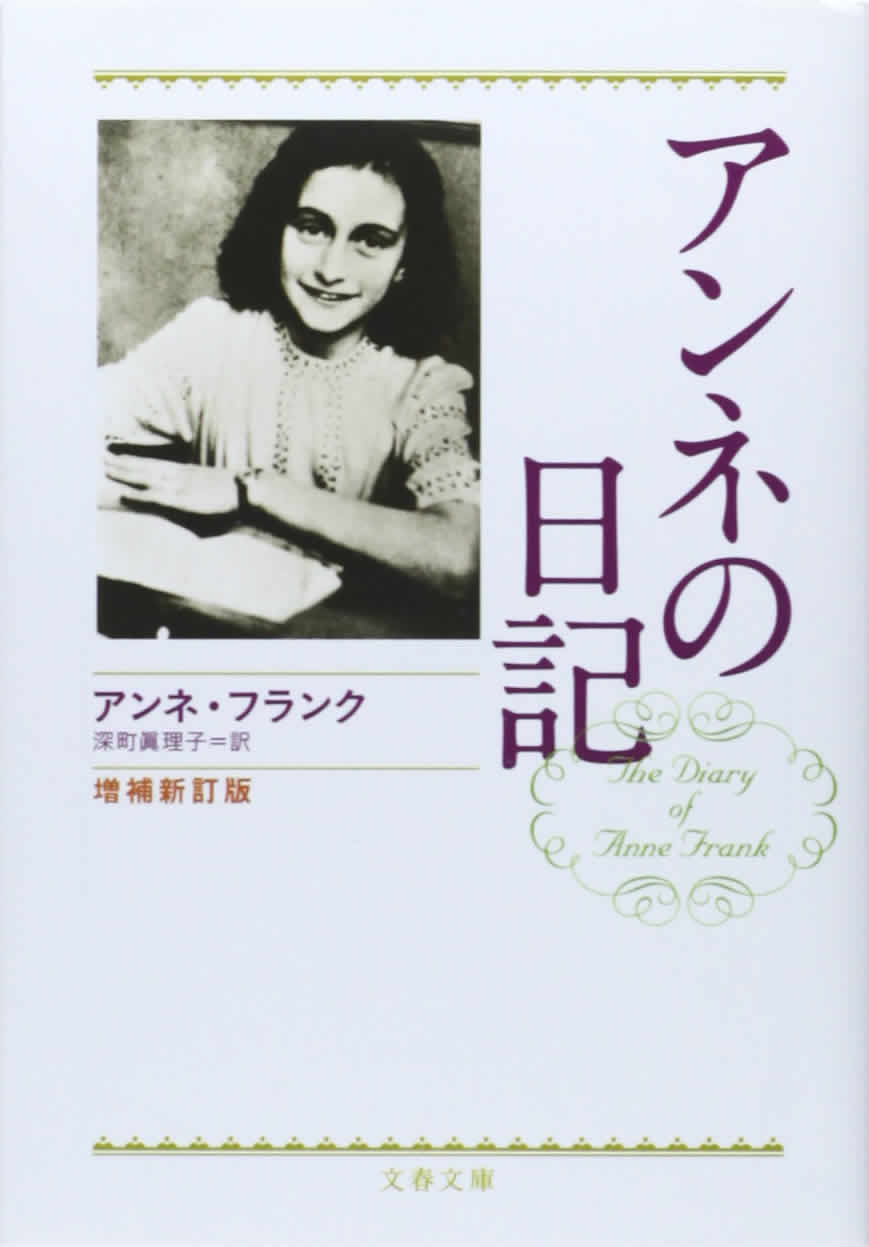 アンネの
日記
The Diary
of
Anne Frank
アンネ・フランク
深町眞理子＝訳
増補新訂版
文春文庫